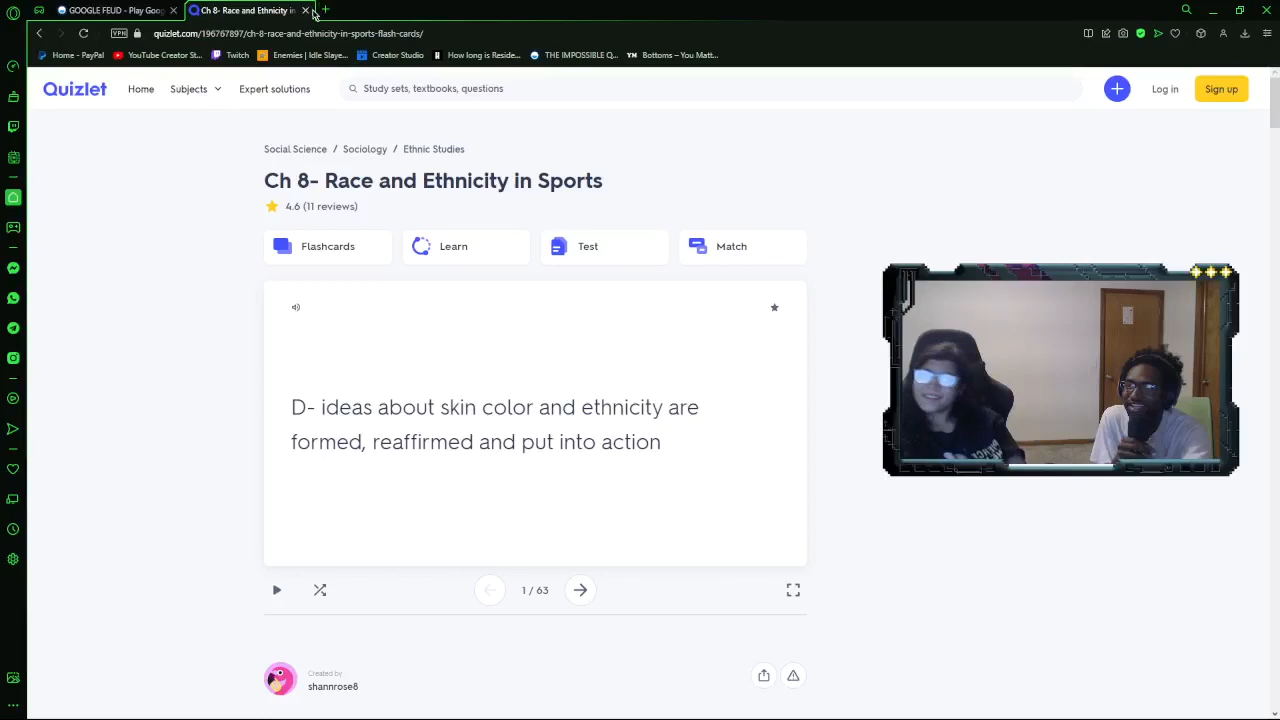 GOOGLE FEUD - Play Goog
Ch 8- Race and Ethnicity in
VPN
quizlet.com/196767897/ch-8-race-and-ethnicity-in-sports-flash-cards/
Home - PayPal
YouTube Creator St...
Twitch
Enemies | Idle Slaye...
Creator Studio
How long is Reside...
THE IMPOSSIBLE Q...
YM
Bottoms – You Matt...
Quizlet
Home
Subjects
Expert solutions
Study sets, textbooks, questions
Log in
Sign up
Social Science / Sociology / Ethnic Studies
Ch 8- Race and Ethnicity in Sports
4.6 (11 reviews)
Flashcards
Learn
Test
Match
D- ideas about skin color and ethnicity are
formed, reaffirmed and put into action
1 / 63
Created by
shannrose8